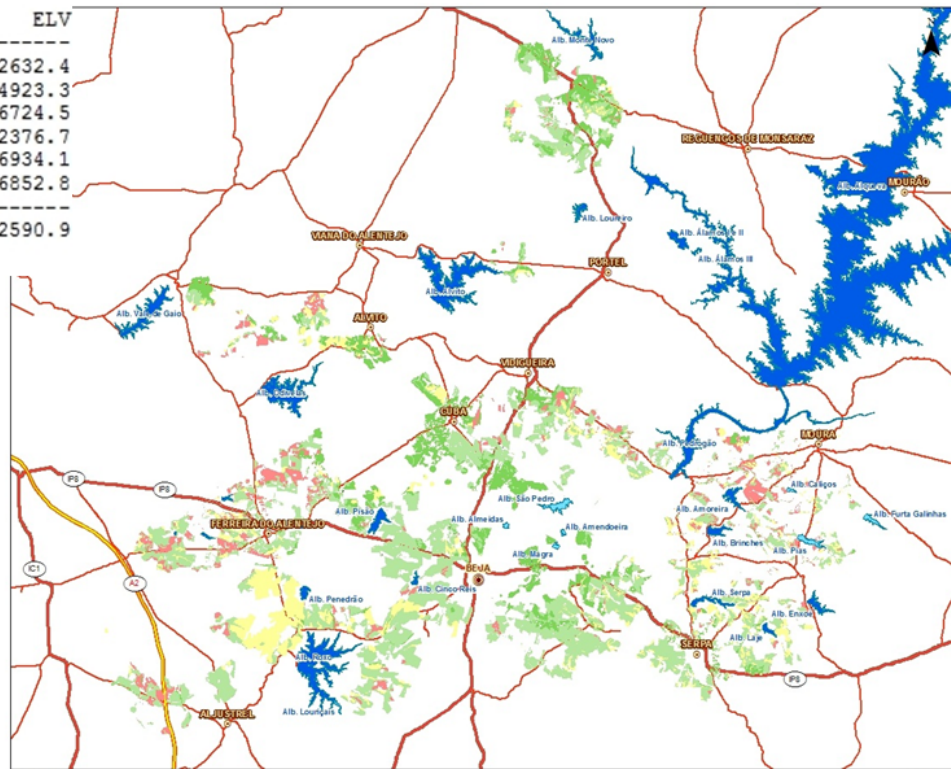 ELV
------
2632.4
4923.3
6724.5
2376.7
6934.1
6852.8
------
2590.9
Alb. Monte Novo
REGUENGOS DE MONSARAZ
Alb. Alqueva
MOURÃO
Alb. Loureiro
VIANA DO ALENTEJO
Alb. Álamos I e II
Alb. Álamos III
PORTEL
Alb. Alvito
Alb. Vale de Gaio
ALVITO
VIDIGUEIRA
Alb. Odivelas
CUBA
Alb. Pedrogão
MOURA
IP8
IP8
Alb. São Pedro
Alb. Caliços
Alb. Pisão
Alb. Almeidas
Alb. Amoreira
Alb. Furta Galinhas
FERREIRA DO ALENTEJO
Alb. Amendoeira
Alb. Brinches
Alb. Magra
Alb. Pias
IC1
A2
BEJA
Alb. Cinco Reis
Alb. Penedrão
Alb. Serpa
Alb. Enxoé
Alb. Laje
SERPA
Alb. Roxo
IP8
Alb. Louriçais
ALJUSTREL